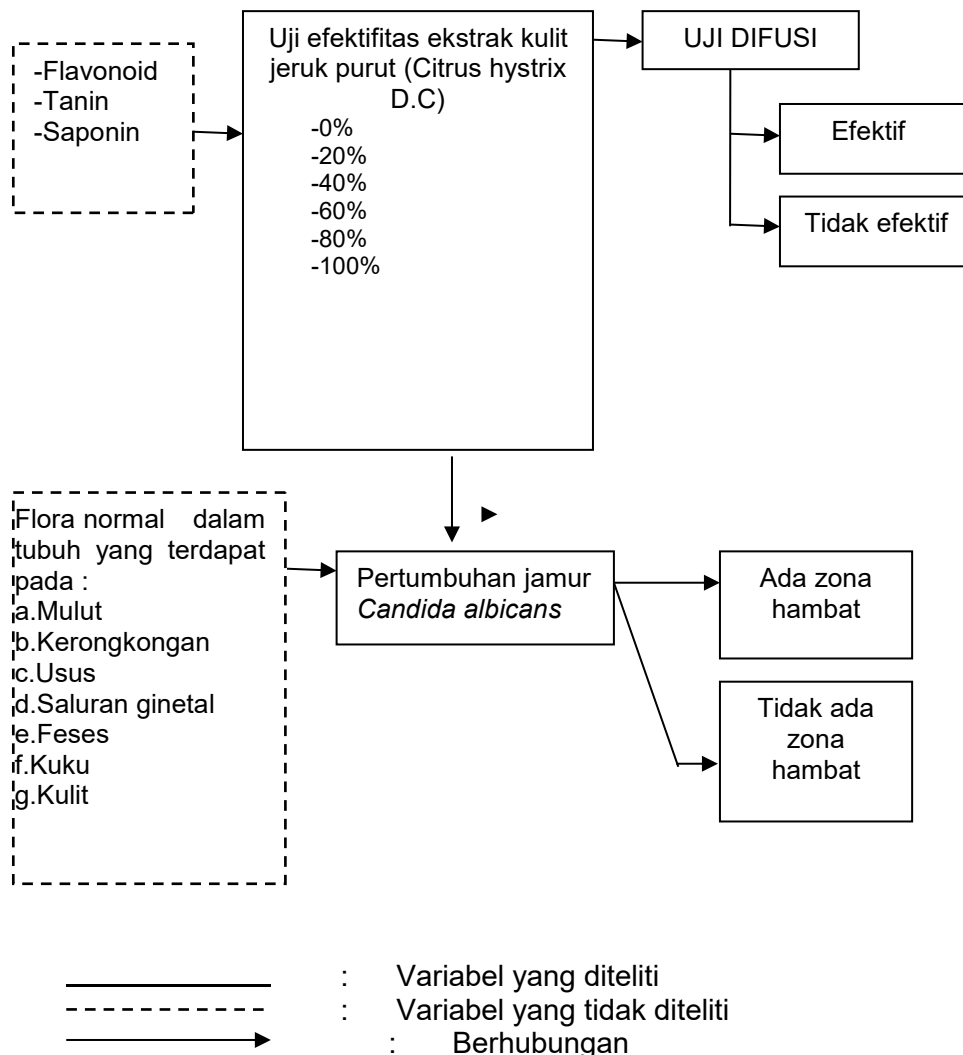 -Flavonoid
-Tanin
-Saponin
Uji efektifitas ekstrak kulit
jeruk purut (Citrus hystrix
D.C)
-0%
-20%
-40%
-60%
-80%
-100%
UJI DIFUSI
Efektif
Tidak efektif
Flora normal dalam
tubuh yang terdapat
pada :
a.Mulut
b.Kerongkongan
c.Usus
d.Saluran ginetal
e.Feses
f.Kuku
g.Kulit
Pertumbuhan jamur
Candida albicans
Ada zona
hambat
Tidak ada
zona
hambat
: Variabel yang diteliti
: Variabel yang tidak diteliti
: Berhubungan